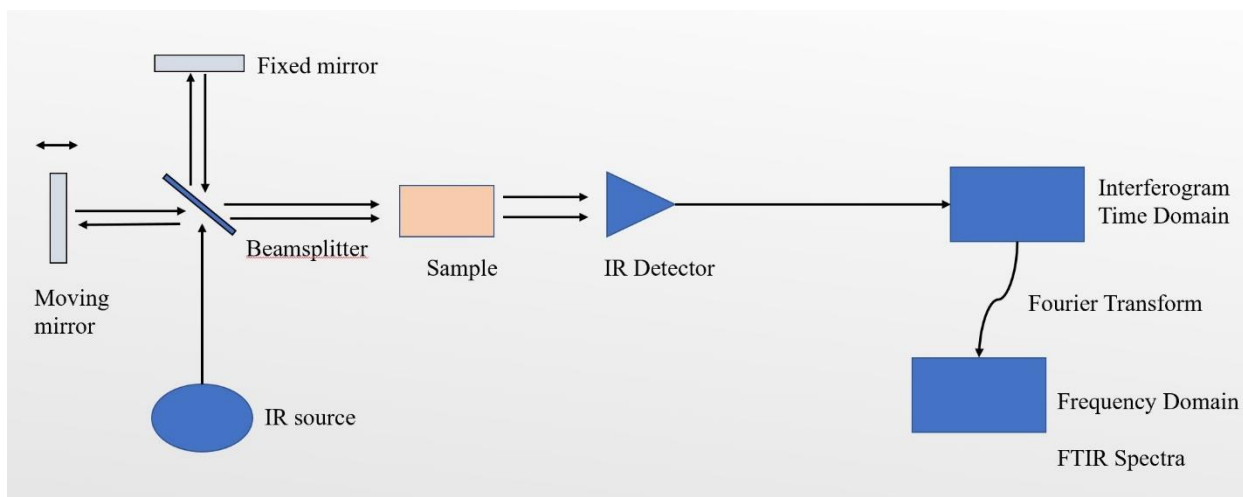 Fixed mirror
Moving
mirror
Beamsplitter
IR source
Sample
IR Detector
Interferogram
Time Domain
Fourier Transform
Frequency Domain
FTIR Spectra